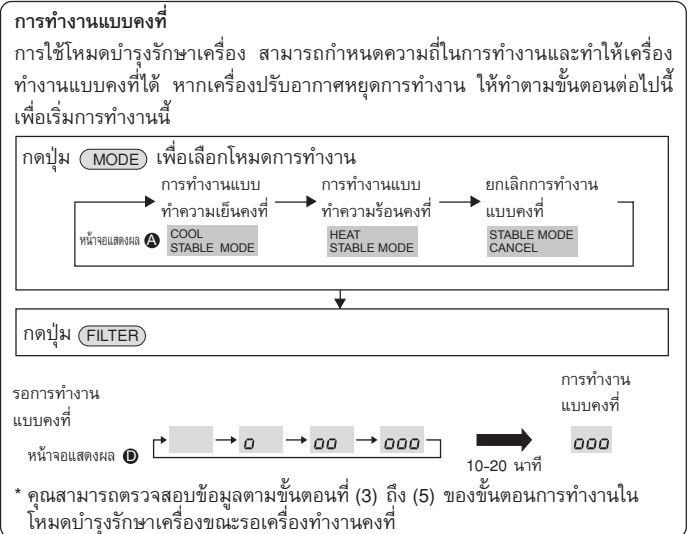 การทำงานแบบคงที่
การใช้โหมดบำรุงรักษาเครื่อง สามารถกำหนดความถี่ในการทำงานและทำให้เครื่อง
ทำงานแบบคงที่ได้ หากเครื่องปรับอากาศหยุดการทำงาน ให้ทำตามขั้นตอนต่อไปนี้
เพื่อเริ่มการทำงานนี้
กดปุ่ม MODE เพื่อเลือกโหมดการทำงาน
การทำงานแบบ การทำงานแบบ ยกเลิกการทำงาน
ทำความเย็นคงที่ ทำความร้อนคงที่ แบบคงที่
หน้าจอแสดงผล A COOL HEAT STABLE MODE
STABLE MODE STABLE MODE CANCEL
กดปุ่ม FILTER
รอการทำงาน การทำงาน
แบบคงที่ แบบคงที่
หน้าจอแสดงผล D o oo ooo ooo
10-20 นาที
* คุณสามารถตรวจสอบข้อมูลตามขั้นตอนที่ (3) ถึง (5) ของขั้นตอนการทำงานใน
โหมดบำรุงรักษาเครื่องขณะรอเครื่องทำงานคงที่